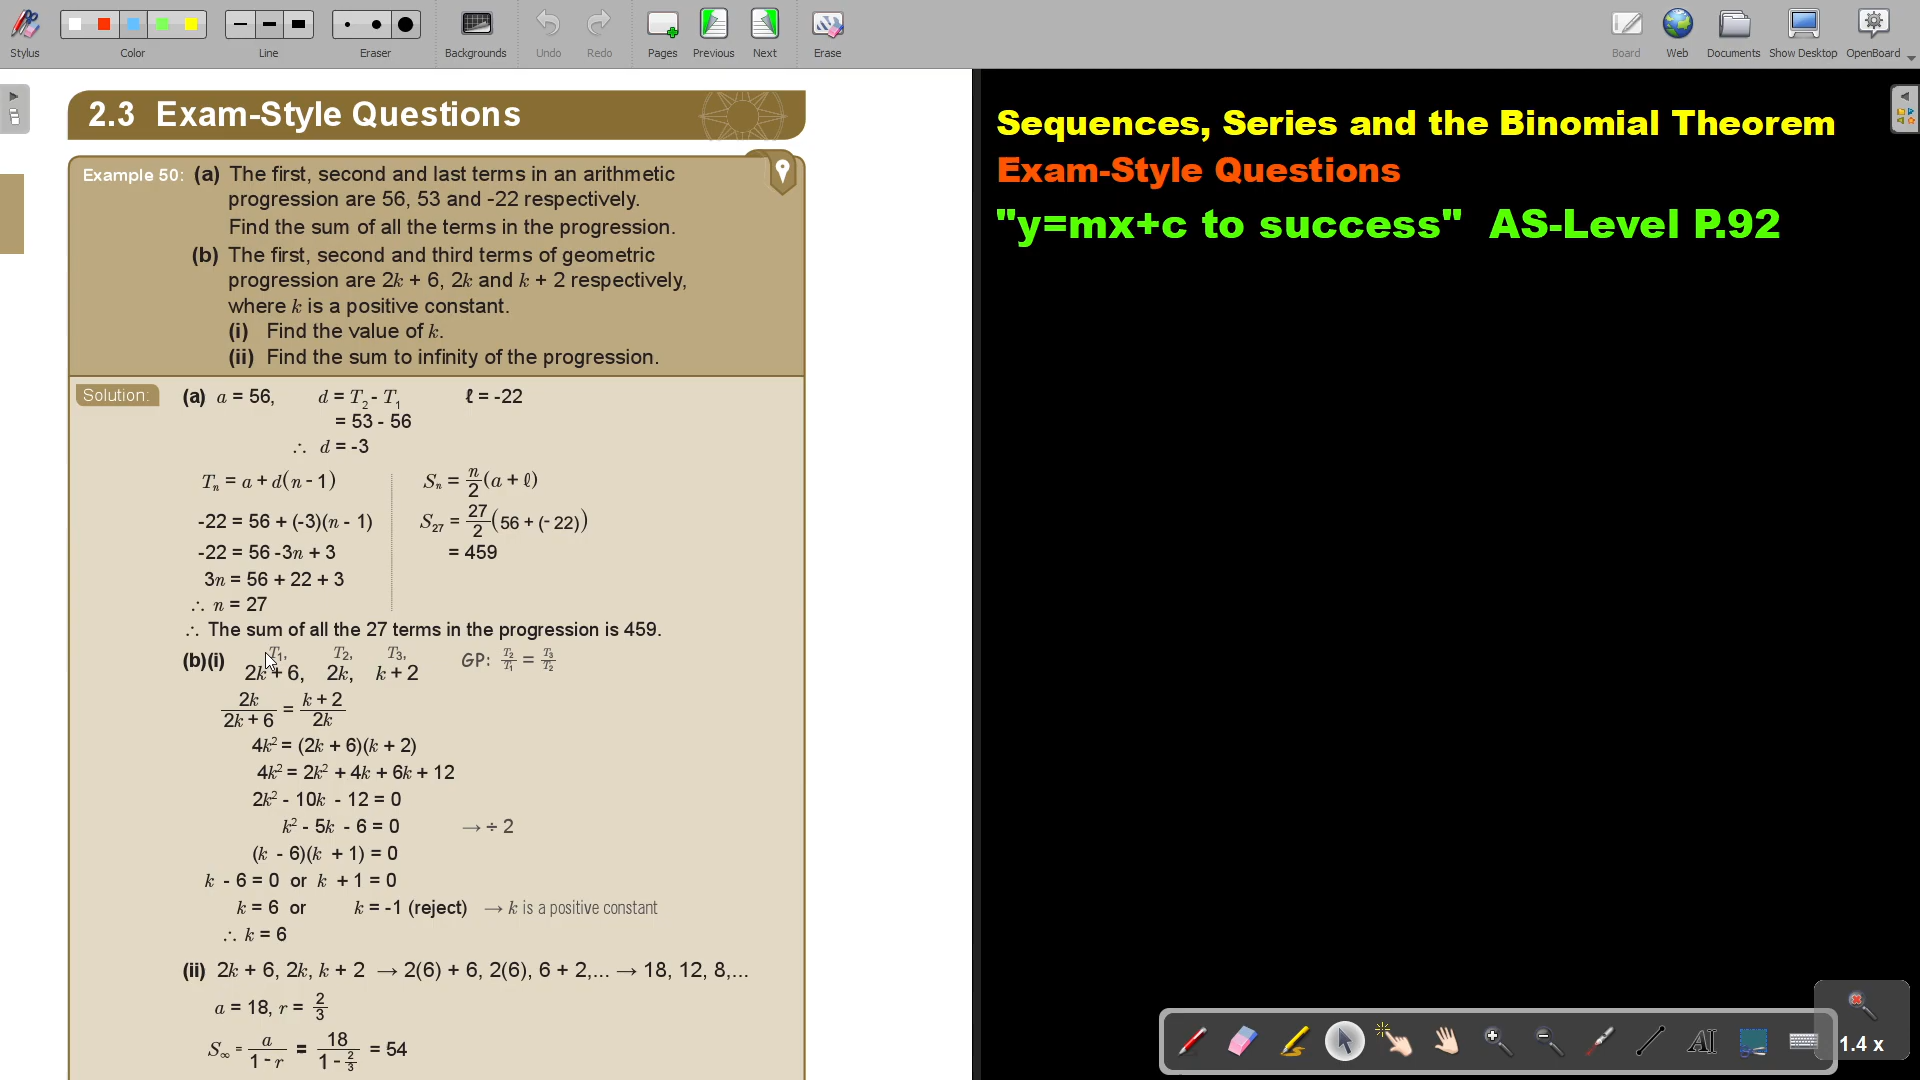 Stylus Color Line Eraser Backgrounds Undo Redo Pages Previous Next Erase Board Web Documents Show Desktop OpenBoard
2.3 Exam-Style Questions
Example 50: (a) The first, second and last terms in an arithmetic
progression are 56, 53 and -22 respectively.
Find the sum of all the terms in the progression.
(b) The first, second and third terms of geometric
progression are 2k + 6, 2k and k + 2 respectively,
where k is a positive constant.
(i) Find the value of k.
(ii) Find the sum to infinity of the progression.
Solution: (a) a = 56, d = T₂ - T₁ ℓ = -22
= 53 - 56
∴ d = -3
Tₙ = a + d(n - 1) Sₙ = n/2 (a + ℓ)
-22 = 56 + (-3)(n - 1) S₂₇ = 27/2 (56 + (- 22))
-22 = 56 -3n + 3 = 459
3n = 56 + 22 + 3
∴ n = 27
∴ The sum of all the 27 terms in the progression is 459.
(b)(i) T₁, T₂, T₃, GP: T₂/T₁ = T₃/T₂
2k + 6, 2k, k + 2
2k/(2k + 6) = (k + 2)/2k
4k² = (2k + 6)(k + 2)
4k² = 2k² + 4k + 6k + 12
2k² - 10k - 12 = 0
k² - 5k - 6 = 0 → ÷ 2
(k - 6)(k + 1) = 0
k - 6 = 0 or k + 1 = 0
k = 6 or k = -1 (reject) → k is a positive constant
∴ k = 6
(ii) 2k + 6, 2k, k + 2 → 2(6) + 6, 2(6), 6 + 2,... → 18, 12, 8,...
a = 18, r = 2/3
S∞ = a/(1 - r) = 18/(1 - 2/3) = 54
Sequences, Series and the Binomial Theorem
Exam-Style Questions
"y=mx+c to success" AS-Level P.92
AI
1.4 x